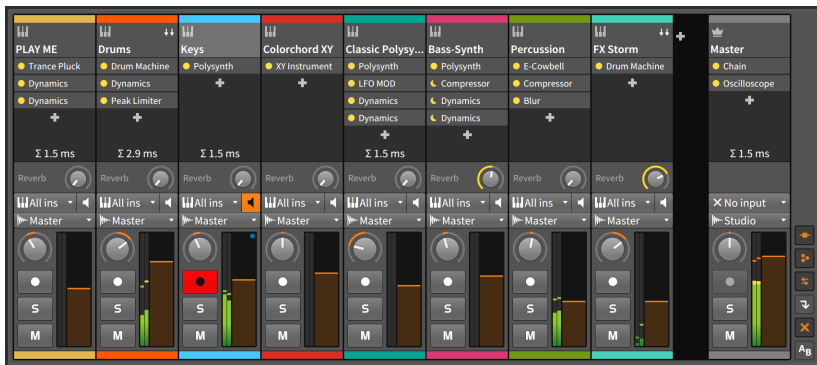 PLAY ME
Trance Pluck
Dynamics
Dynamics
Σ 1.5 ms
Reverb
All ins
Master
S
M
Drums
Drum Machine
Dynamics
Peak Limiter
Σ 2.9 ms
Reverb
All ins
Master
S
M
Keys
Polysynth
Σ 1.5 ms
Reverb
All ins
Master
S
M
Colorchord XY
XY Instrument
Reverb
All ins
Master
S
M
Classic Polysy...
Polysynth
LFO MOD
Dynamics
Dynamics
Σ 1.5 ms
Reverb
All ins
Master
S
M
Bass-Synth
Polysynth
Compressor
Dynamics
Dynamics
Reverb
All ins
Master
S
M
Percussion
E-Cowbell
Compressor
Blur
Reverb
All ins
Master
S
M
FX Storm
Drum Machine
Reverb
All ins
Master
S
M
Master
Chain
Oscilloscope
Σ 1.5 ms
No input
Studio
S
M
AB